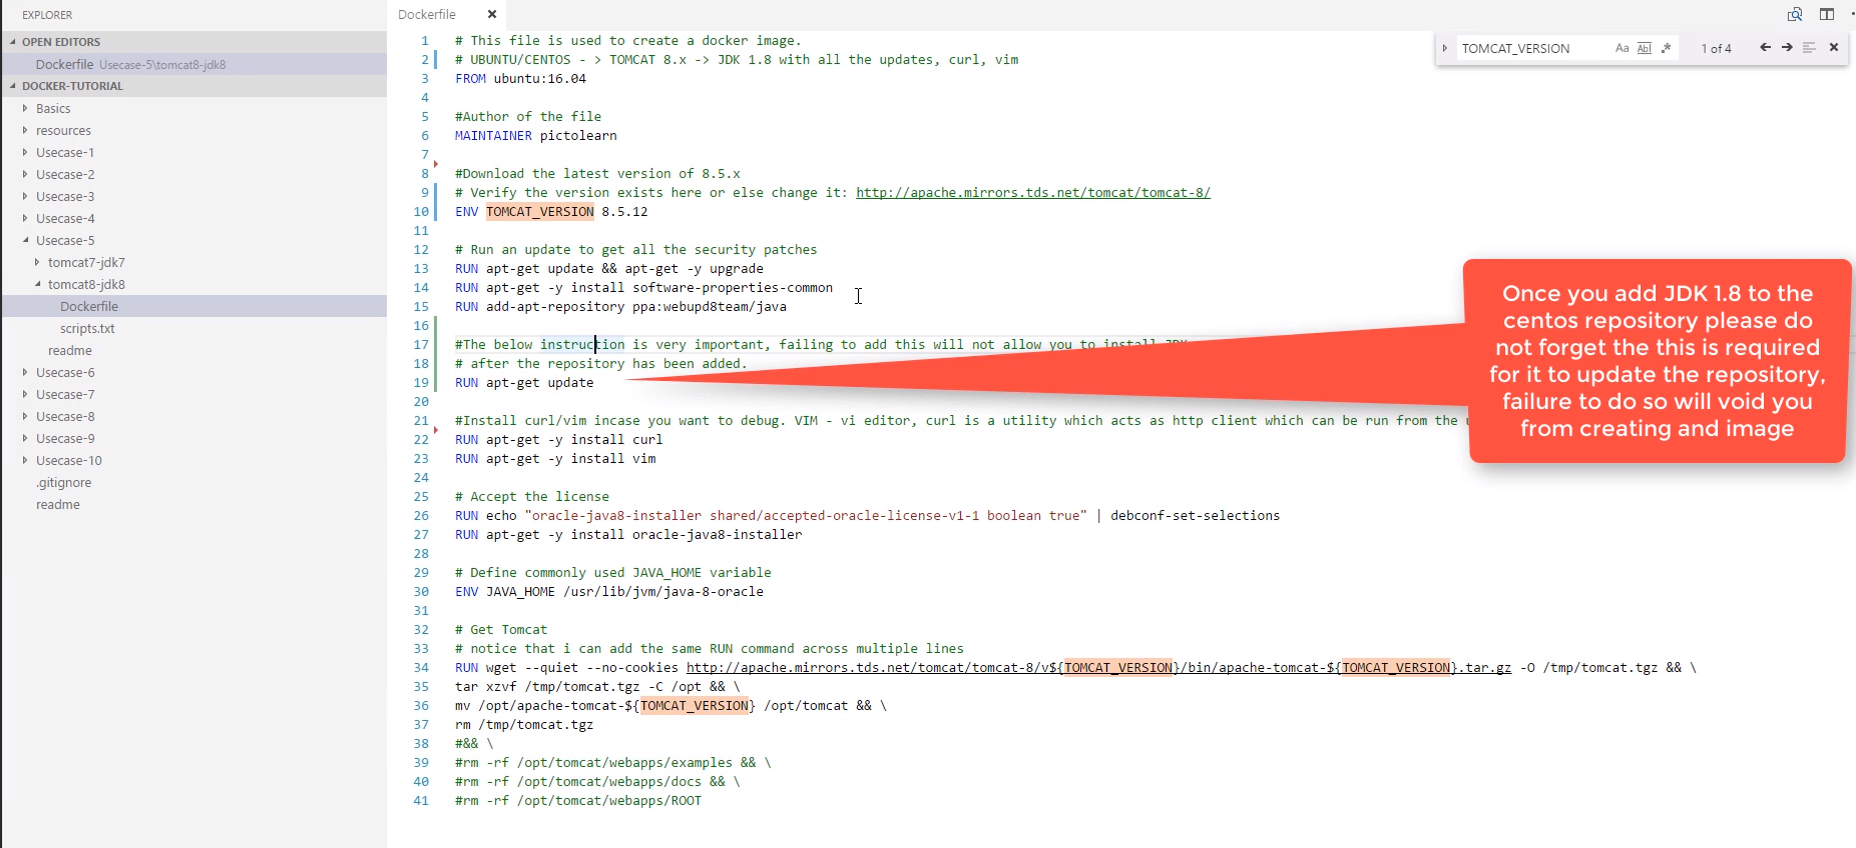 EXPLORER
OPEN EDITORS
Dockerfile Usecase-5\tomcat8-jdk8
DOCKER-TUTORIAL
Basics
resources
Usecase-1
Usecase-2
Usecase-3
Usecase-4
Usecase-5
tomcat7-jdk7
tomcat8-jdk8
Dockerfile
scripts.txt
readme
Usecase-6
Usecase-7
Usecase-8
Usecase-9
Usecase-10
.gitignore
readme
Dockerfile
TOMCAT_VERSION Aa Abl .* 1 of 4
1 # This file is used to create a docker image.
2 # UBUNTU/CENTOS - > TOMCAT 8.x -> JDK 1.8 with all the updates, curl, vim
3 FROM ubuntu:16.04
4
5 #Author of the file
6 MAINTAINER pictolearn
7
8 #Download the latest version of 8.5.x
9 # Verify the version exists here or else change it: http://apache.mirrors.tds.net/tomcat/tomcat-8/
10 ENV TOMCAT_VERSION 8.5.12
11
12 # Run an update to get all the security patches
13 RUN apt-get update && apt-get -y upgrade
14 RUN apt-get -y install software-properties-common
15 RUN add-apt-repository ppa:webupd8team/java
16
17 #The below instruction is very important, failing to add this will not allow you to install JDK
18 # after the repository has been added.
19 RUN apt-get update
20
21 #Install curl/vim incase you want to debug. VIM - vi editor, curl is a utility which acts as http client which can be run from the
22 RUN apt-get -y install curl
23 RUN apt-get -y install vim
24
25 # Accept the license
26 RUN echo "oracle-java8-installer shared/accepted-oracle-license-v1-1 boolean true" | debconf-set-selections
27 RUN apt-get -y install oracle-java8-installer
28
29 # Define commonly used JAVA_HOME variable
30 ENV JAVA_HOME /usr/lib/jvm/java-8-oracle
31
32 # Get Tomcat
33 # notice that i can add the same RUN command across multiple lines
34 RUN wget --quiet --no-cookies http://apache.mirrors.tds.net/tomcat/tomcat-8/v${TOMCAT_VERSION}/bin/apache-tomcat-${TOMCAT_VERSION}.tar.gz -O /tmp/tomcat.tgz && \
35 tar xzvf /tmp/tomcat.tgz -C /opt && \
36 mv /opt/apache-tomcat-${TOMCAT_VERSION} /opt/tomcat && \
37 rm /tmp/tomcat.tgz
38 #&& \
39 #rm -rf /opt/tomcat/webapps/examples && \
40 #rm -rf /opt/tomcat/webapps/docs && \
41 #rm -rf /opt/tomcat/webapps/ROOT
Once you add JDK 1.8 to the
centos repository please do
not forget the this is required
for it to update the repository,
failure to do so will void you
from creating and image